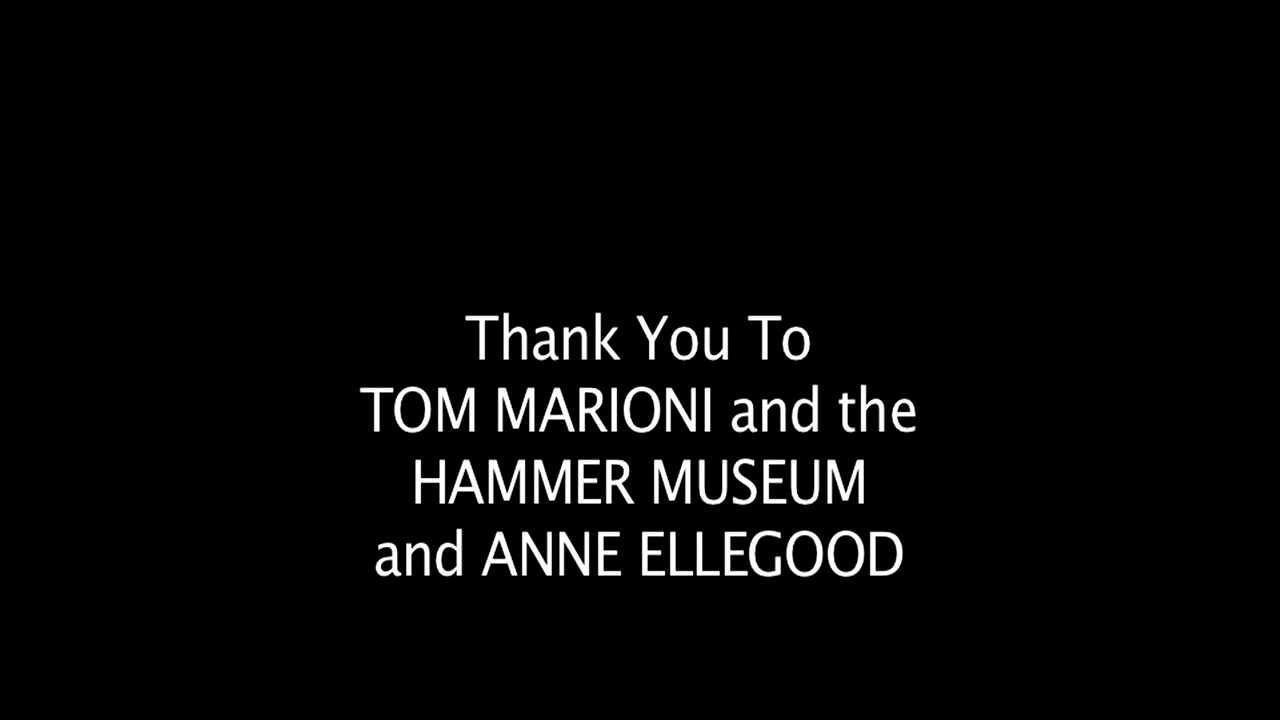 Thank You To
TOM MARIONI and the
HAMMER MUSEUM
and ANNE ELLEGOOD